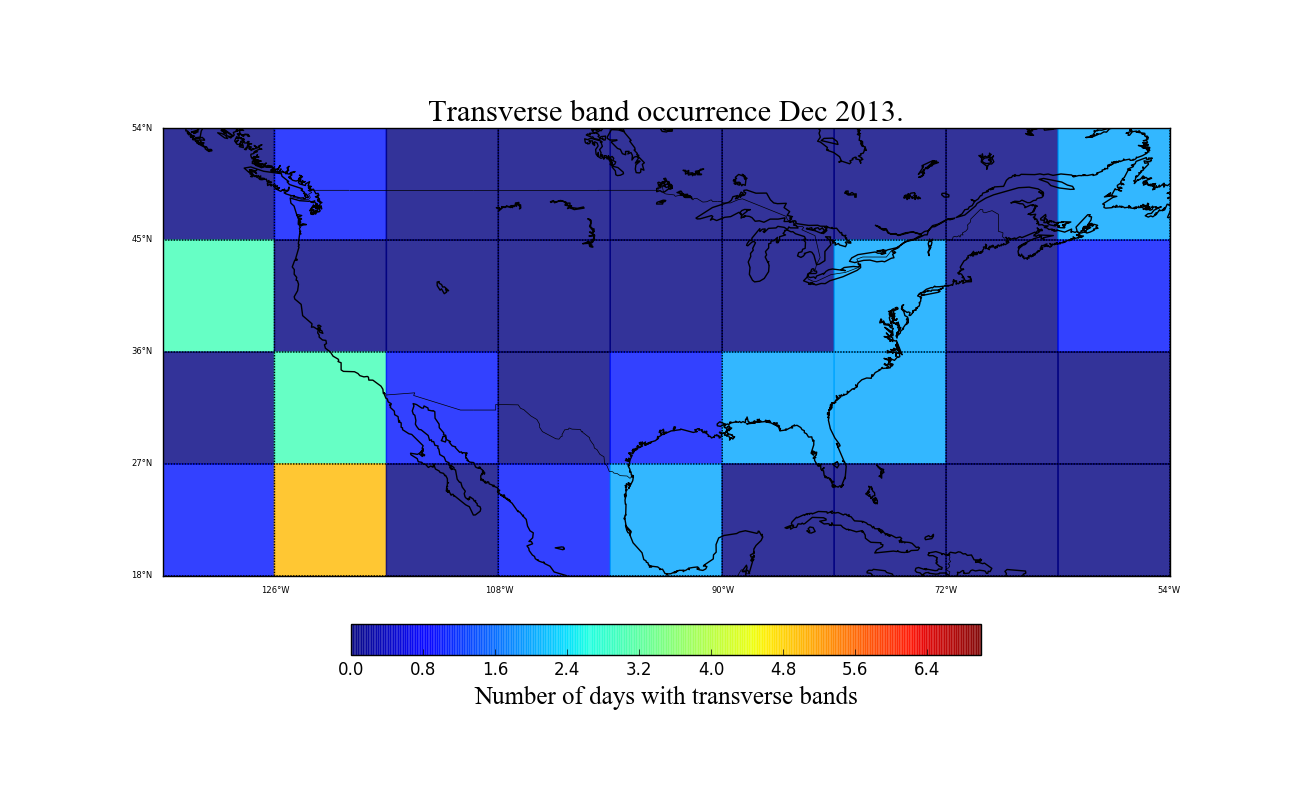 Transverse band occurrence Dec 2013.
54°N
45°N
36°N
27°N
18°N
126°W 108°W 90°W 72°W 54°W
0.0 0.8 1.6 2.4 3.2 4.0 4.8 5.6 6.4
Number of days with transverse bands